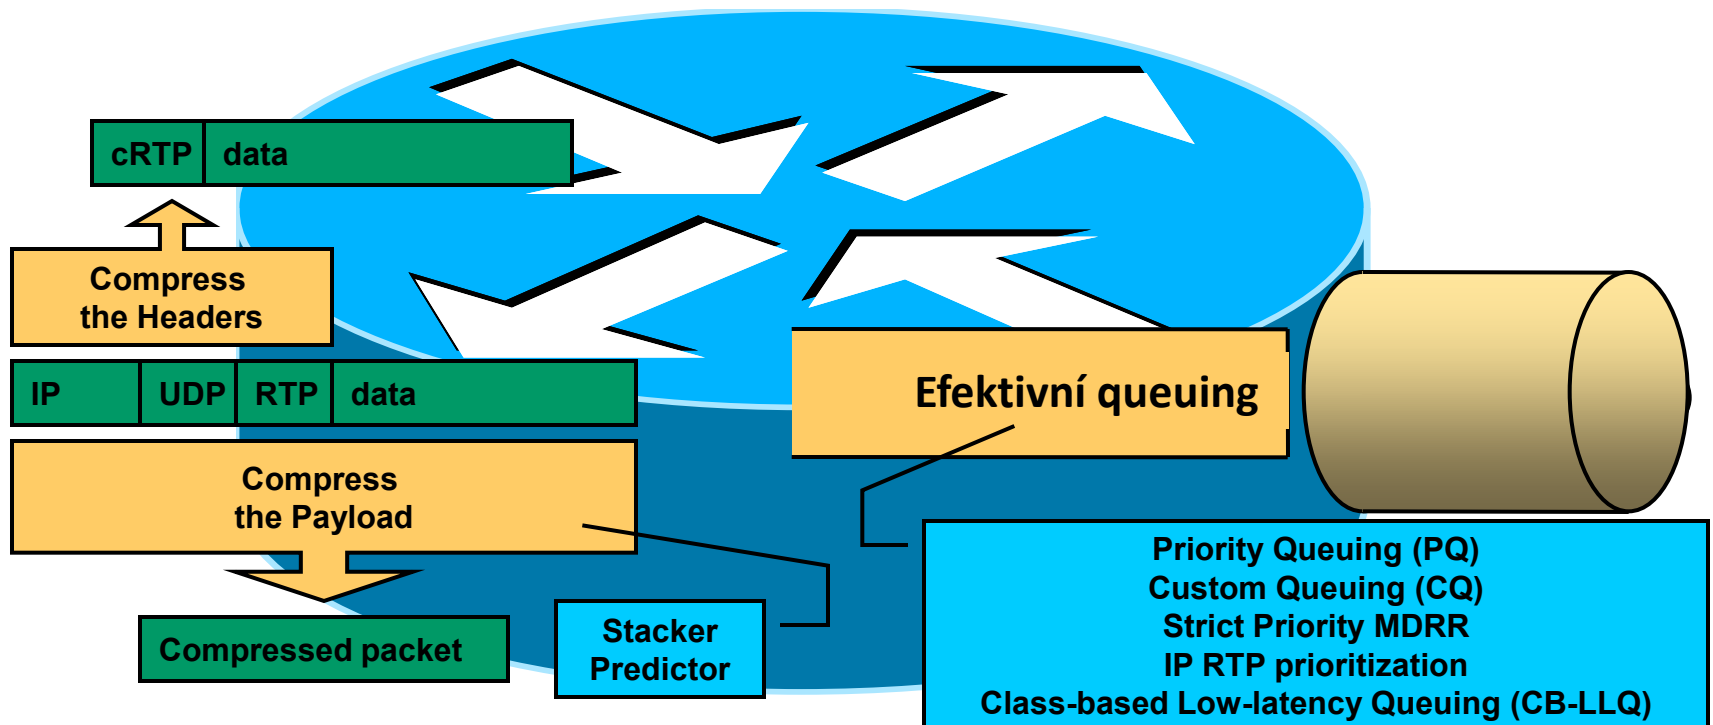 cRTP data
Compress
the Headers
IP UDP RTP data
Efektivní queuing
Compress
the Payload
Compressed packet
Stacker
Predictor
Priority Queuing (PQ)
Custom Queuing (CQ)
Strict Priority MDRR
IP RTP prioritization
Class-based Low-latency Queuing (CB-LLQ)